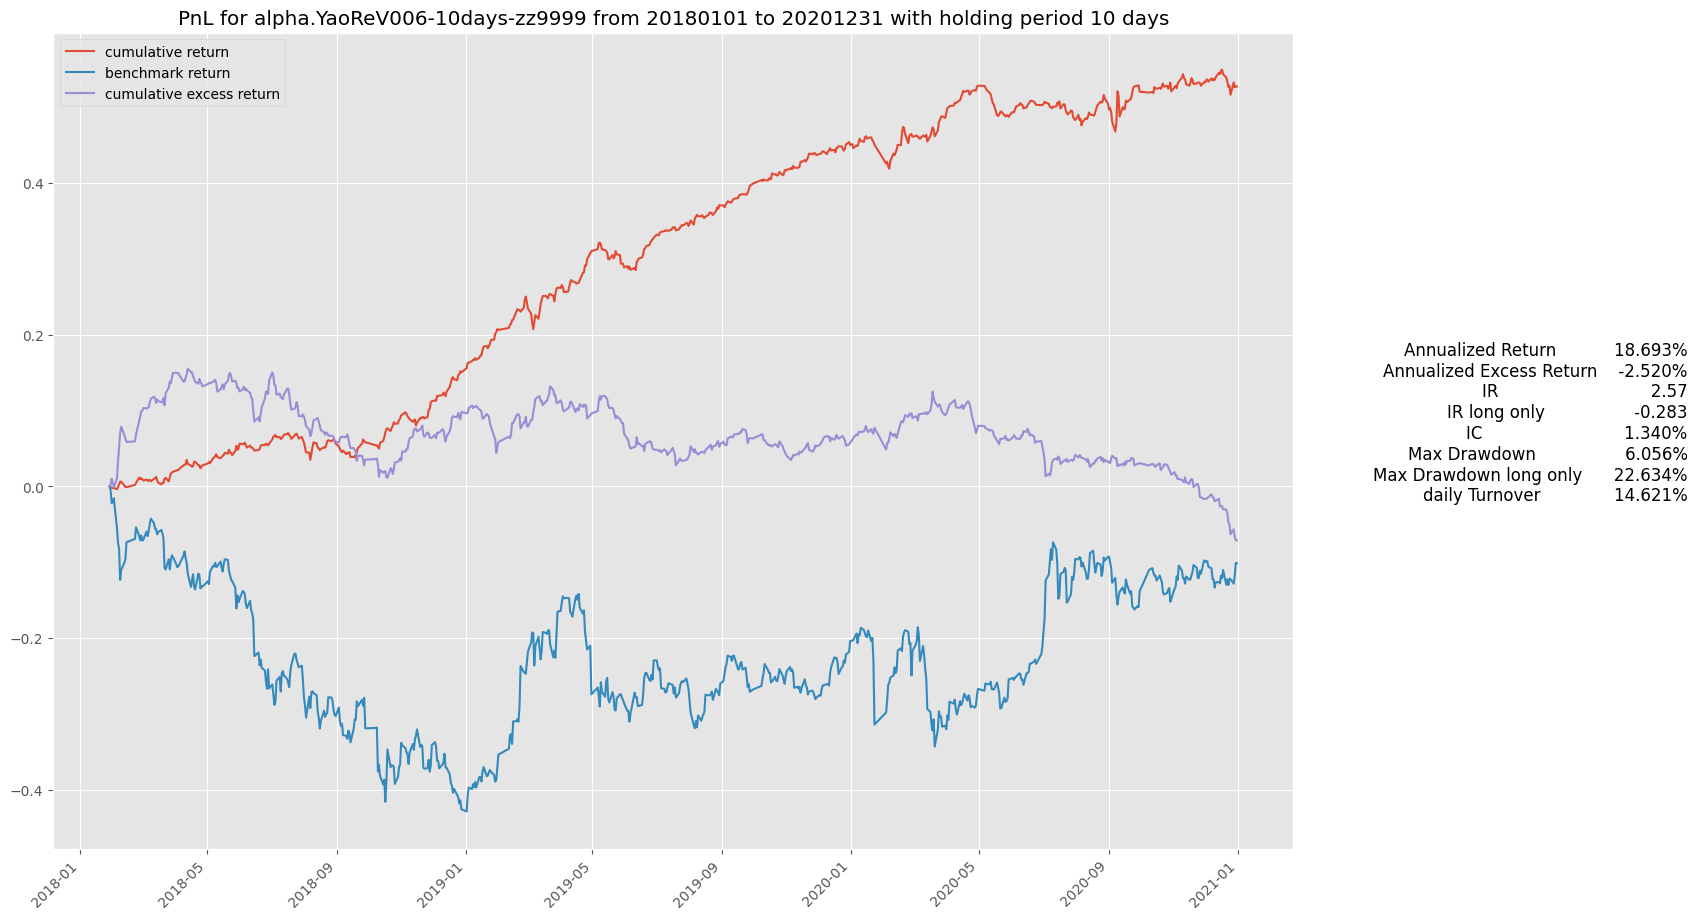 PnL for alpha.YaoReV006-10days-zz9999 from 20180101 to 20201231 with holding period 10 days
cumulative return
benchmark return
cumulative excess return
0.4
0.2
0.0
−0.2
−0.4
2018-01
2018-05
2018-09
2019-01
2019-05
2019-09
2020-01
2020-05
2020-09
2021-01
Annualized Return 18.693%
Annualized Excess Return -2.520%
IR 2.57
IR long only -0.283
IC 1.340%
Max Drawdown 6.056%
Max Drawdown long only 22.634%
daily Turnover 14.621%